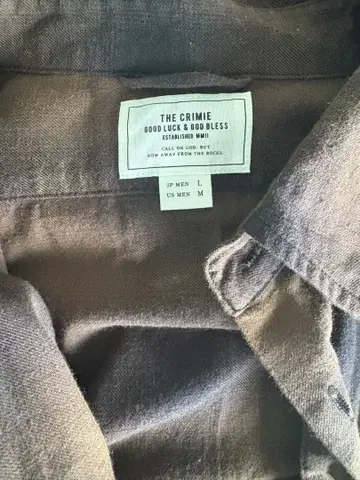 THE CRIMIE
GOOD LUCK & GOD BLESS
ESTABLISHED MMII
CALL ON GOD, BUT
ROW AWAY FROM THE ROCKS
JP MEN L
US MEN M